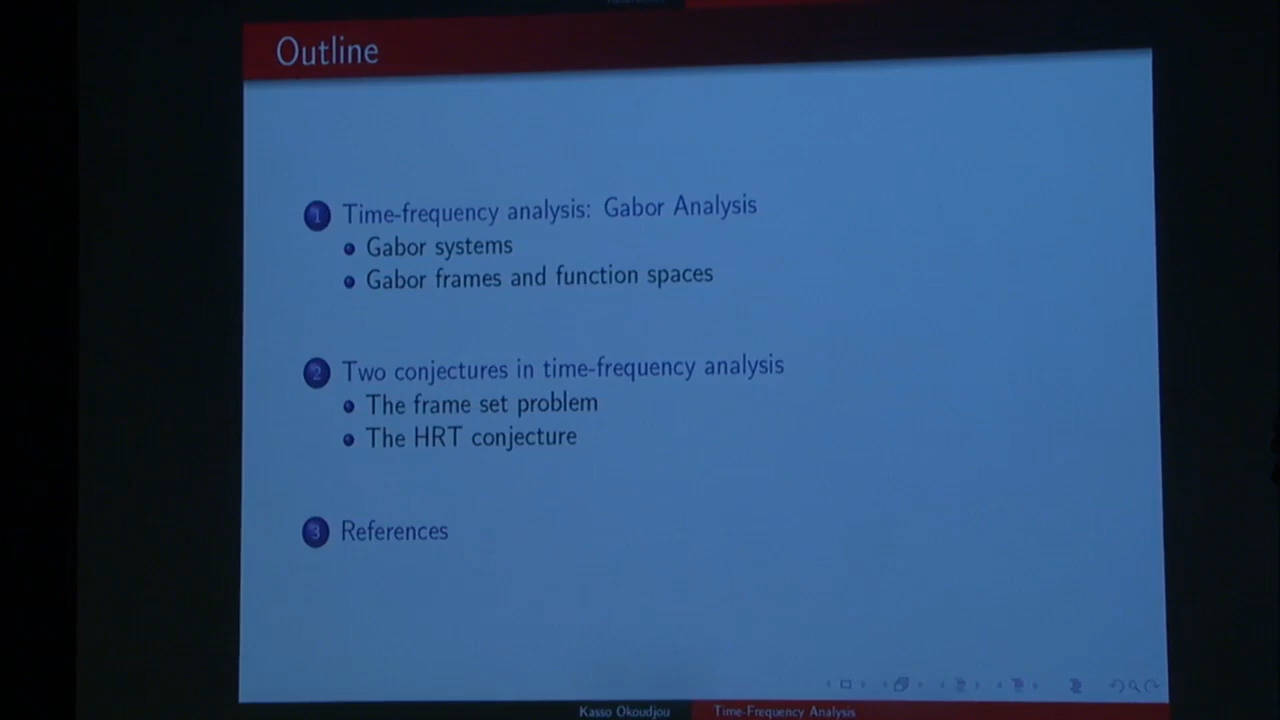 Outline
1 Time-frequency analysis: Gabor Analysis
Gabor systems
Gabor frames and function spaces
2 Two conjectures in time-frequency analysis
The frame set problem
The HRT conjecture
3 References
Kasso Okoudjou Time-Frequency Analysis